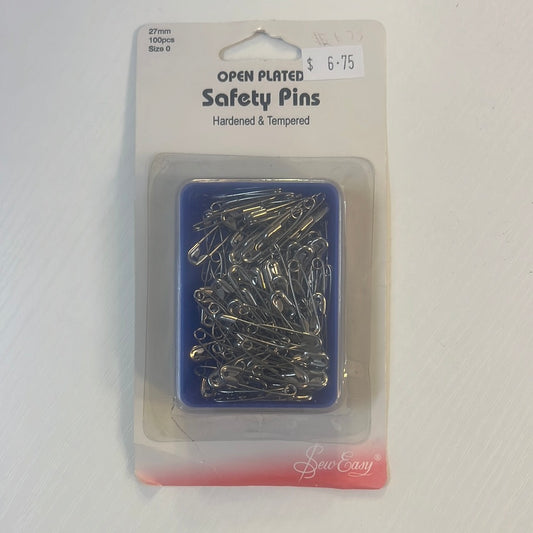 27mm
100pcs
Size 0
$ 6.75
OPEN PLATED
Safety Pins
Hardened & Tempered
Sew Easy®